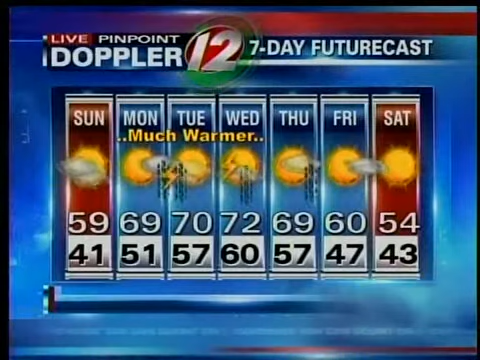 LIVE PINPOINT
DOPPLER 12 7-DAY FUTURECAST
SUN MON TUE WED THU FRI SAT
..Much Warmer..
59 69 70 72 69 60 54
41 51 57 60 57 47 43